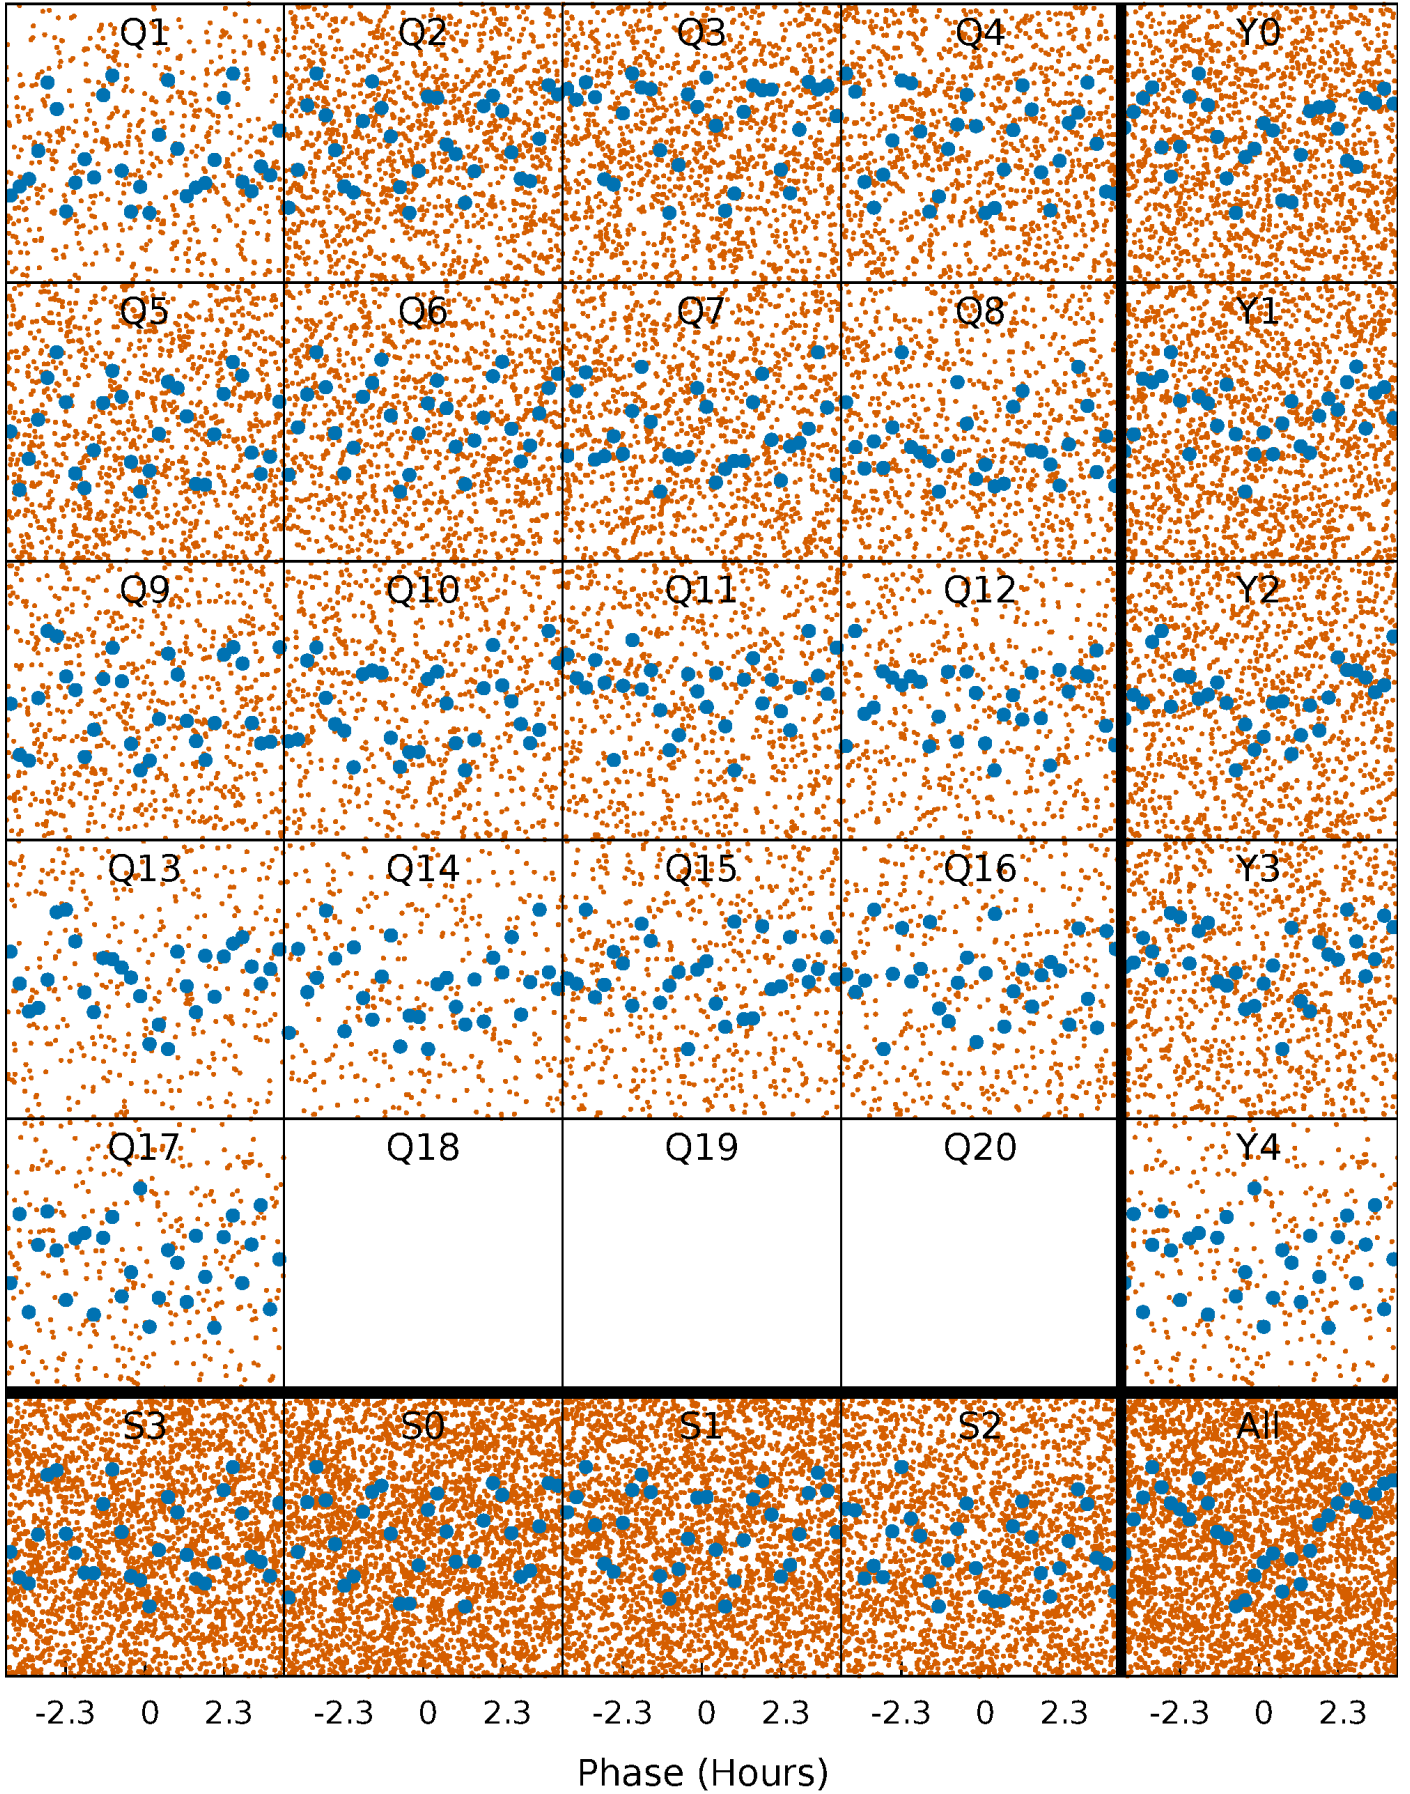 Q1 Q2 Q3 Q4 Y0
Q5 Q6 Q7 Q8 Y1
Q9 Q10 Q11 Q12 Y2
Q13 Q14 Q15 Q16 Y3
Q17 Q18 Q19 Q20 Y4
S3 S0 S1 S2 All
-2.3 0 2.3 -2.3 0 2.3 -2.3 0 2.3 -2.3 0 2.3 -2.3 0 2.3
Phase (Hours)